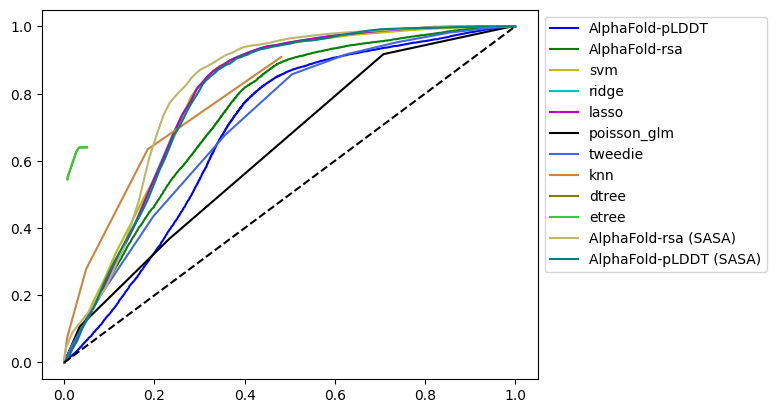 1.0
0.8
0.6
0.4
0.2
0.0
0.0 0.2 0.4 0.6 0.8 1.0
AlphaFold-pLDDT
AlphaFold-rsa
svm
ridge
lasso
poisson_glm
tweedie
knn
dtree
etree
AlphaFold-rsa (SASA)
AlphaFold-pLDDT (SASA)